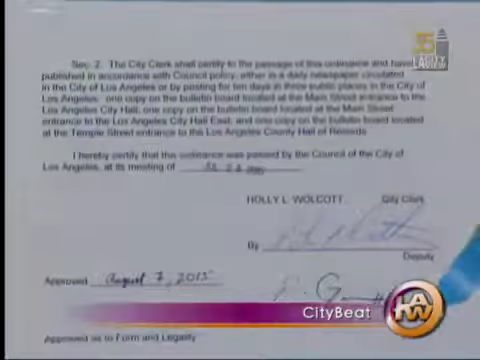 Sec. 2. The City Clerk shall certify to the passage of this ordinance and have it
published in accordance with Council policy, either in a daily newspaper circulated
in the City of Los Angeles or by posting for ten days in three public places in the City of
Los Angeles: one copy on the bulletin board located at the Main Street entrance to the
Los Angeles City Hall; one copy on the bulletin board located at the Main Street
entrance to the Los Angeles City Hall East; and one copy on the bulletin board located
at the Temple Street entrance to the Los Angeles County Hall of Records.
I hereby certify that this ordinance was passed by the Council of the City of
Los Angeles, at its meeting of
HOLLY L. WOLCOTT, City Clerk
By
Deputy
Approved August 7, 2015
CityBeat
Approved as to Form and Legality
35
LA